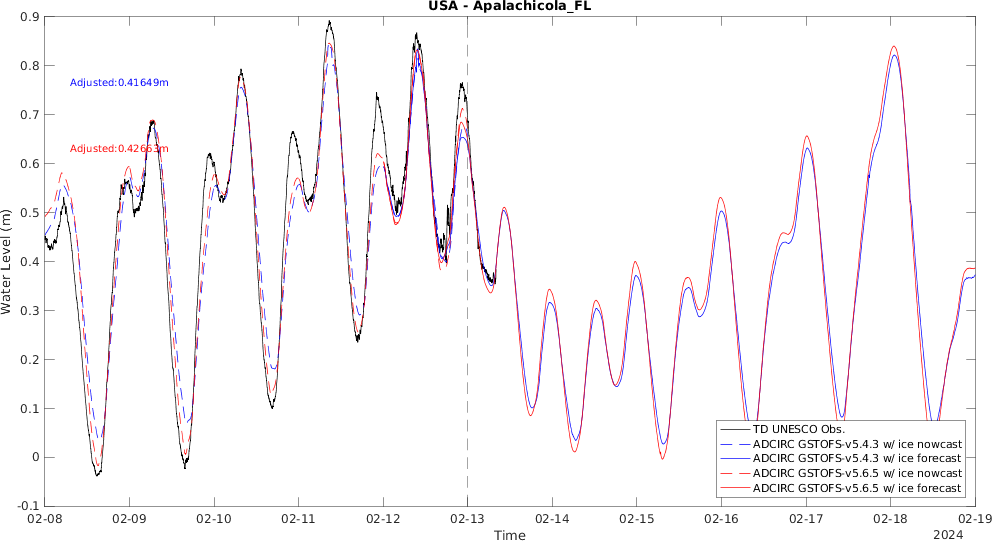 USA - Apalachicola_FL
0.9
0.8
0.7
0.6
0.5
0.4
0.3
0.2
0.1
0
-0.1
Water Level (m)
Adjusted:0.41649m
Adjusted:0.42663m
TD UNESCO Obs.
ADCIRC GSTOFS-v5.4.3 w/ ice nowcast
ADCIRC GSTOFS-v5.4.3 w/ ice forecast
ADCIRC GSTOFS-v5.6.5 w/ ice nowcast
ADCIRC GSTOFS-v5.6.5 w/ ice forecast
02-08 02-09 02-10 02-11 02-12 02-13 02-14 02-15 02-16 02-17 02-18 02-19
Time
2024